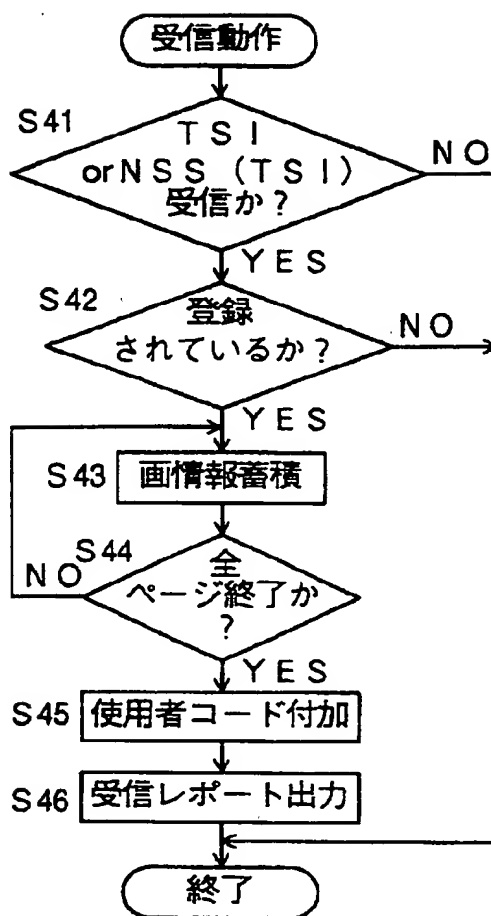 受信動作
S41
TSI
NO
orNSS(TSI)
受信か?
YES
S42
登録
NO
されているか?
YES
S43 画情報蓄積
S44
全
NO
ページ終了か
?
YES
S45 使用者コード付加
S46 受信レポート出力
終了